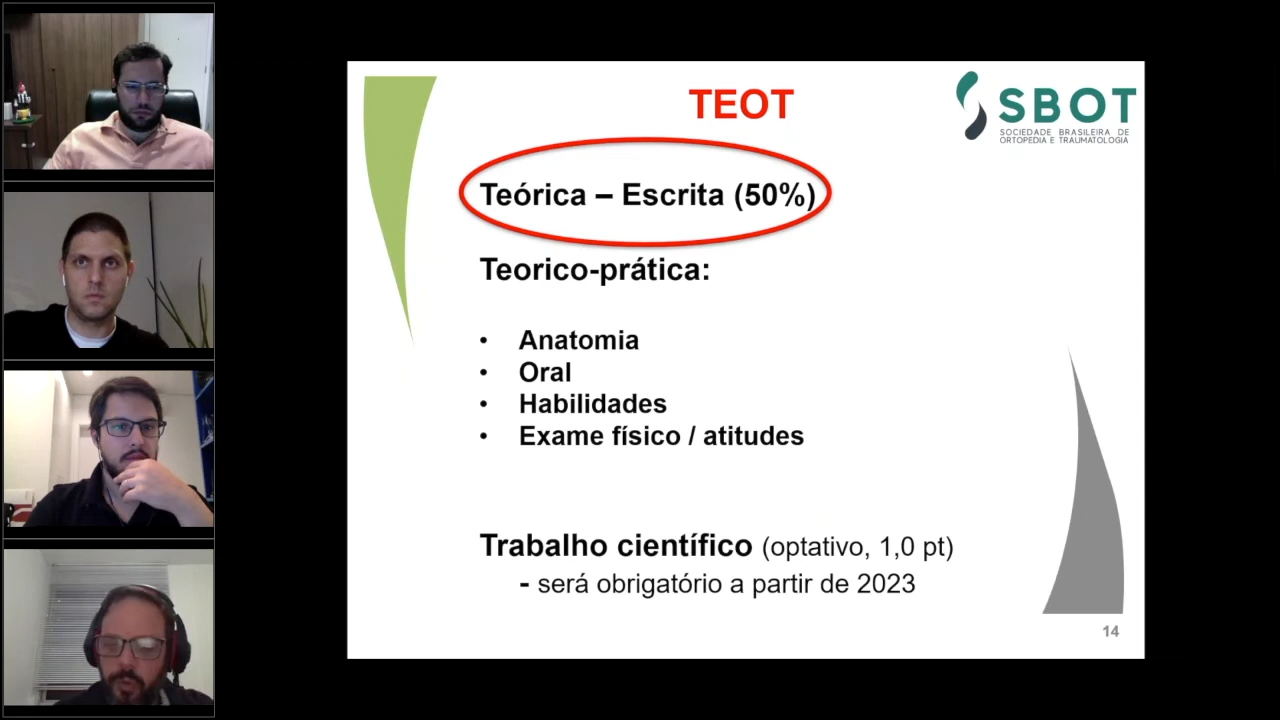 TEOT
SBOT
SOCIEDADE BRASILEIRA DE
ORTOPEDIA E TRAUMATOLOGIA
Teórica – Escrita (50%)
Teorico-prática:
• Anatomia
• Oral
• Habilidades
• Exame físico / atitudes
Trabalho científico (optativo, 1,0 pt)
- será obrigatório a partir de 2023
14